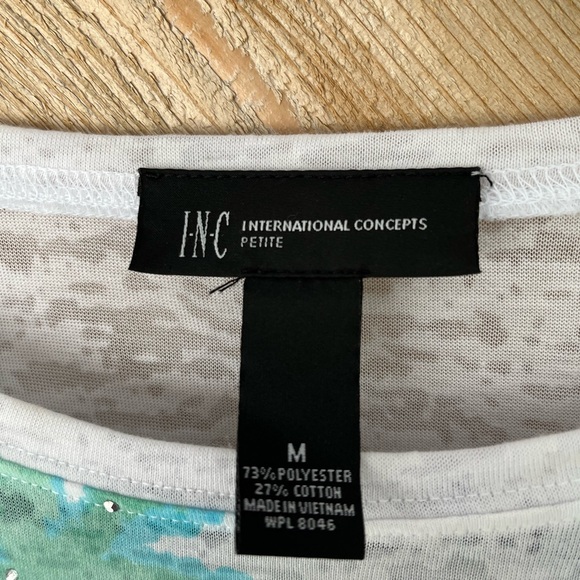 I-N-C INTERNATIONAL CONCEPTS
PETITE
M
73% POLYESTER
27% COTTON
MADE IN VIETNAM
WPL 8046